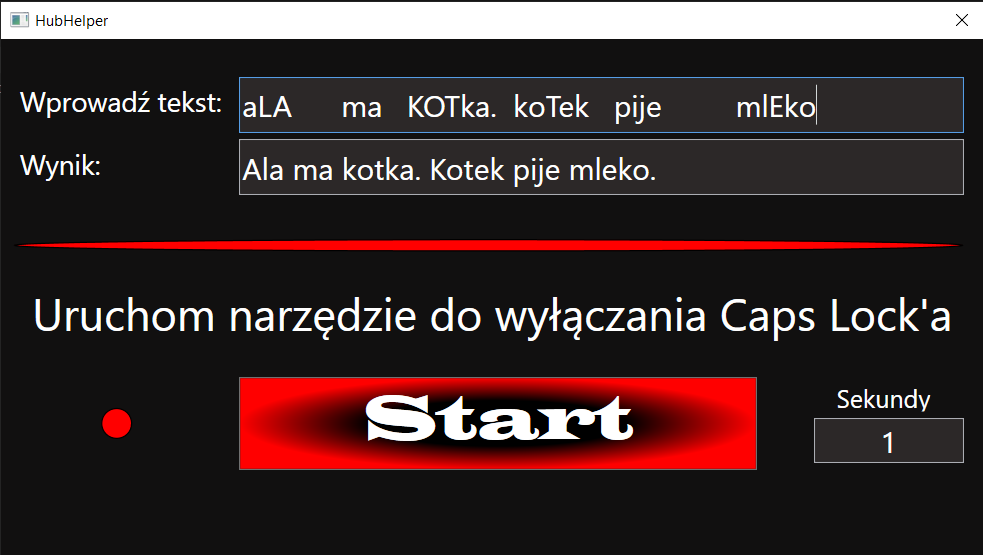 HubHelper
Wprowadź tekst: aLA ma KOTka. koTek pije mlEko
Wynik: Ala ma kotka. Kotek pije mleko.
Uruchom narzędzie do wyłączania Caps Lock'a
Start
Sekundy
1